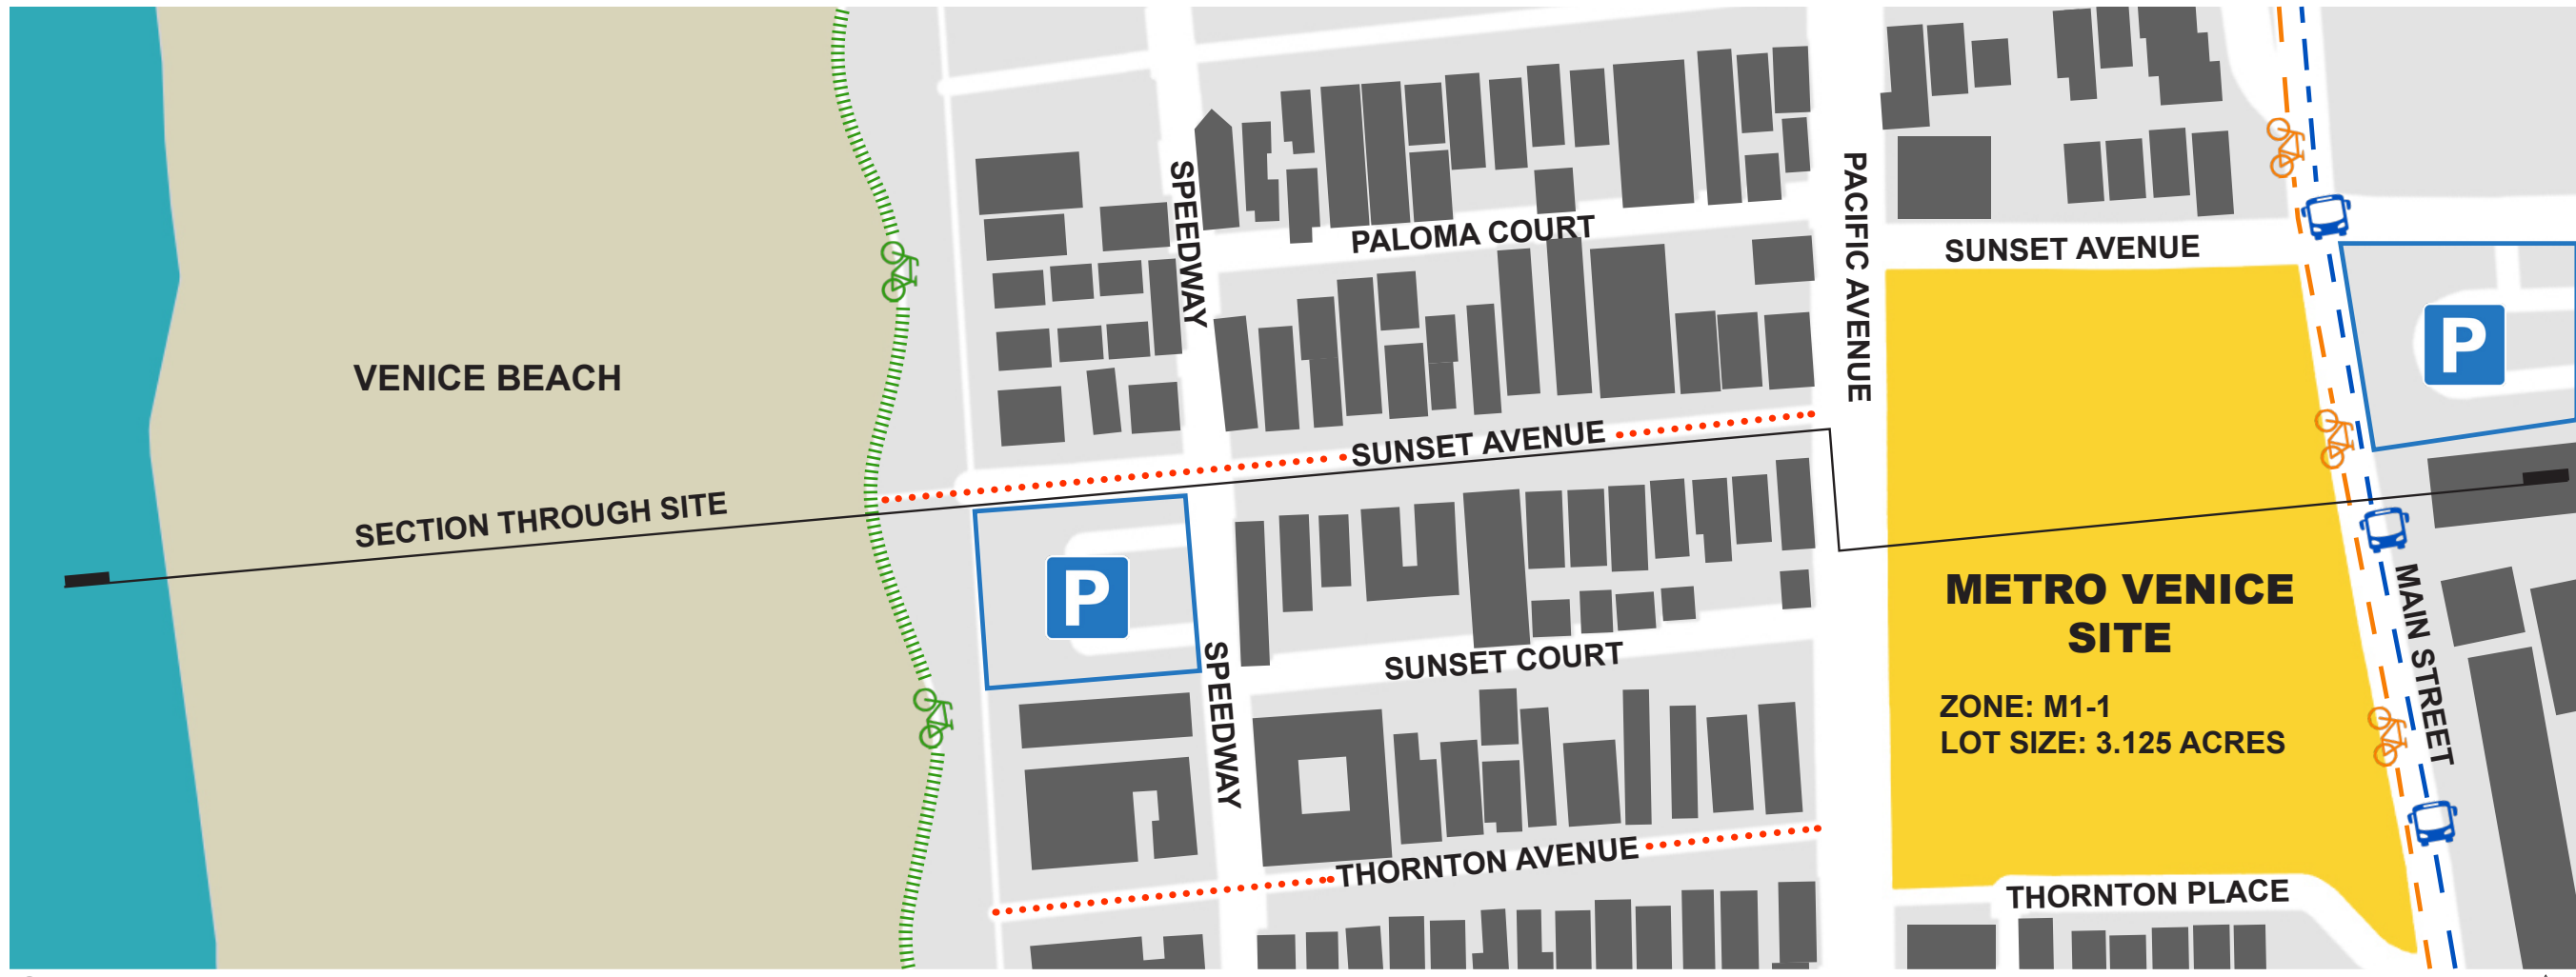 SPEEDWAY
PALOMA COURT
PACIFIC AVENUE
SUNSET AVENUE
VENICE BEACH
P
SUNSET AVENUE
SECTION THROUGH SITE
P
METRO VENICE
SITE
ZONE: M1-1
LOT SIZE: 3.125 ACRES
MAIN STREET
SUNSET COURT
SPEEDWAY
THORNTON AVENUE
THORNTON PLACE